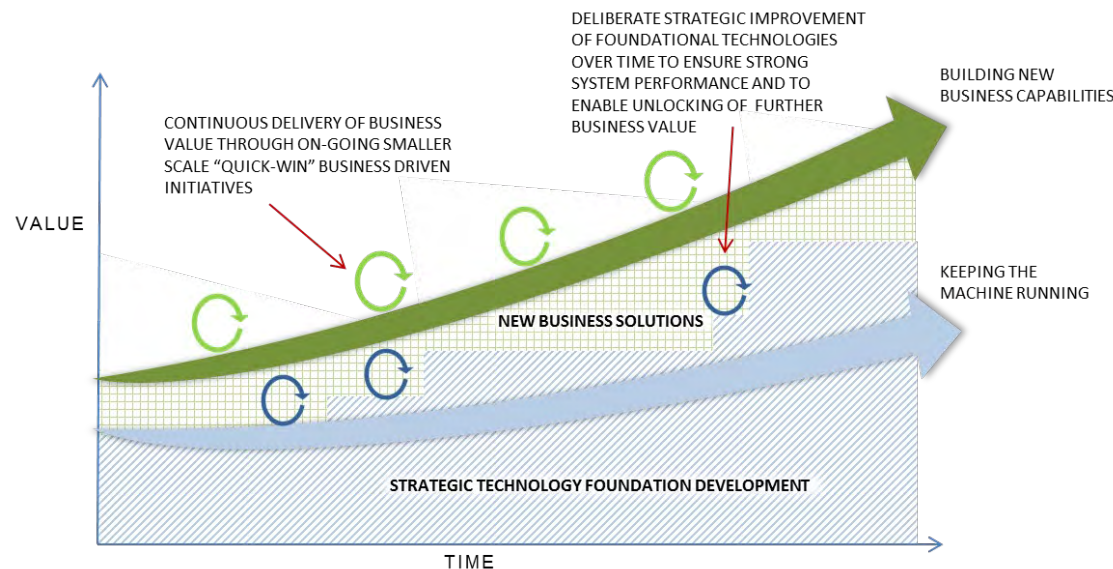 DELIBERATE STRATEGIC IMPROVEMENT
OF FOUNDATIONAL TECHNOLOGIES
OVER TIME TO ENSURE STRONG
SYSTEM PERFORMANCE AND TO
ENABLE UNLOCKING OF FURTHER
BUSINESS VALUE
BUILDING NEW
BUSINESS CAPABILITIES
CONTINUOUS DELIVERY OF BUSINESS
VALUE THROUGH ON-GOING SMALLER
SCALE “QUICK-WIN” BUSINESS DRIVEN
INITIATIVES
VALUE
KEEPING THE
MACHINE RUNNING
NEW BUSINESS SOLUTIONS
STRATEGIC TECHNOLOGY FOUNDATION DEVELOPMENT
TIME